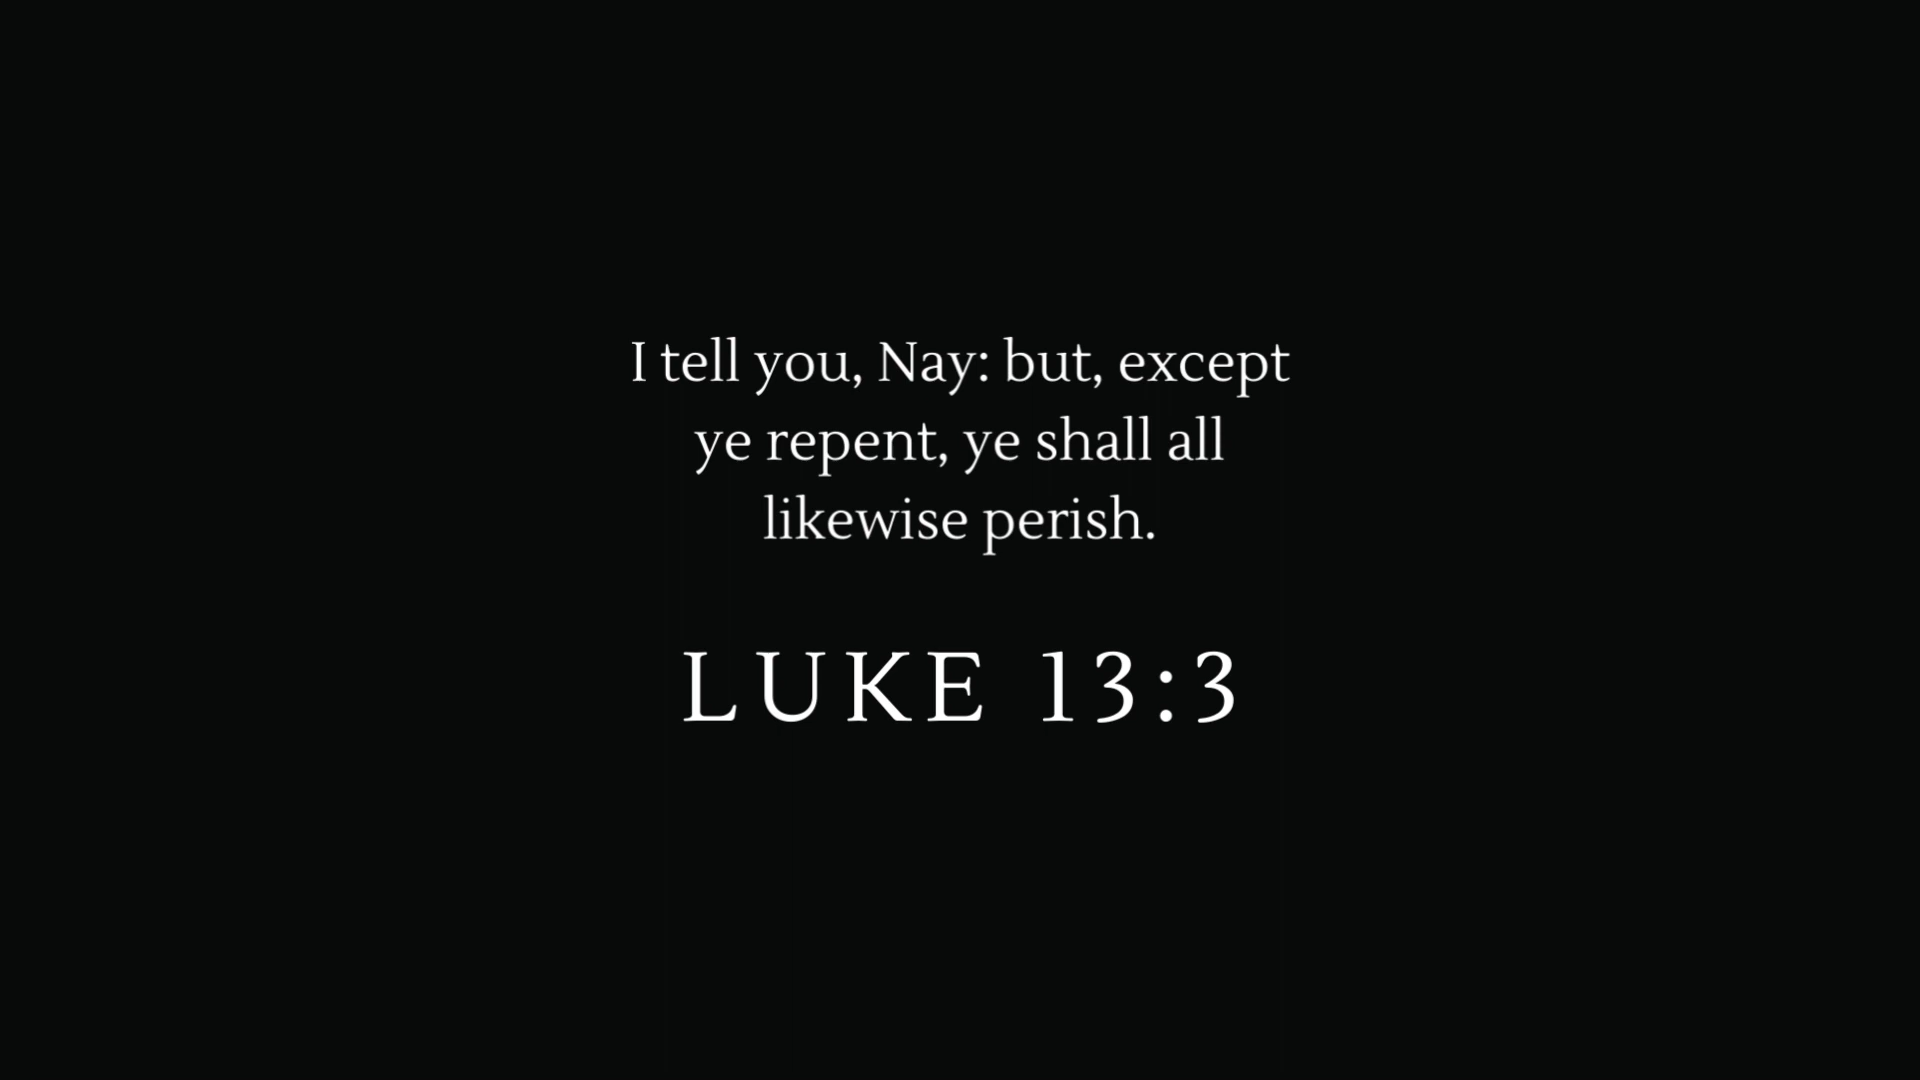 I tell you, Nay: but, except
ye repent, ye shall all
likewise perish.
LUKE 13:3